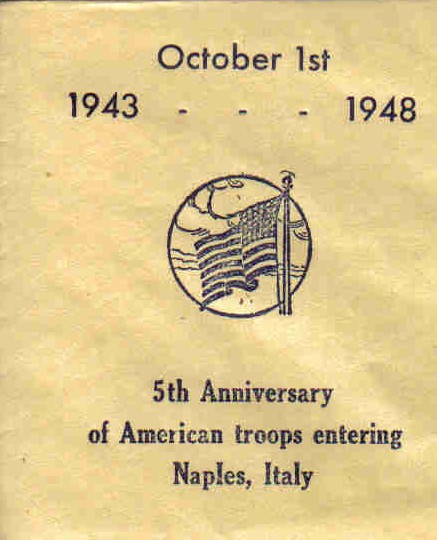 October 1st
1943 - - - 1948
5th Anniversary
of American troops entering
Naples, Italy